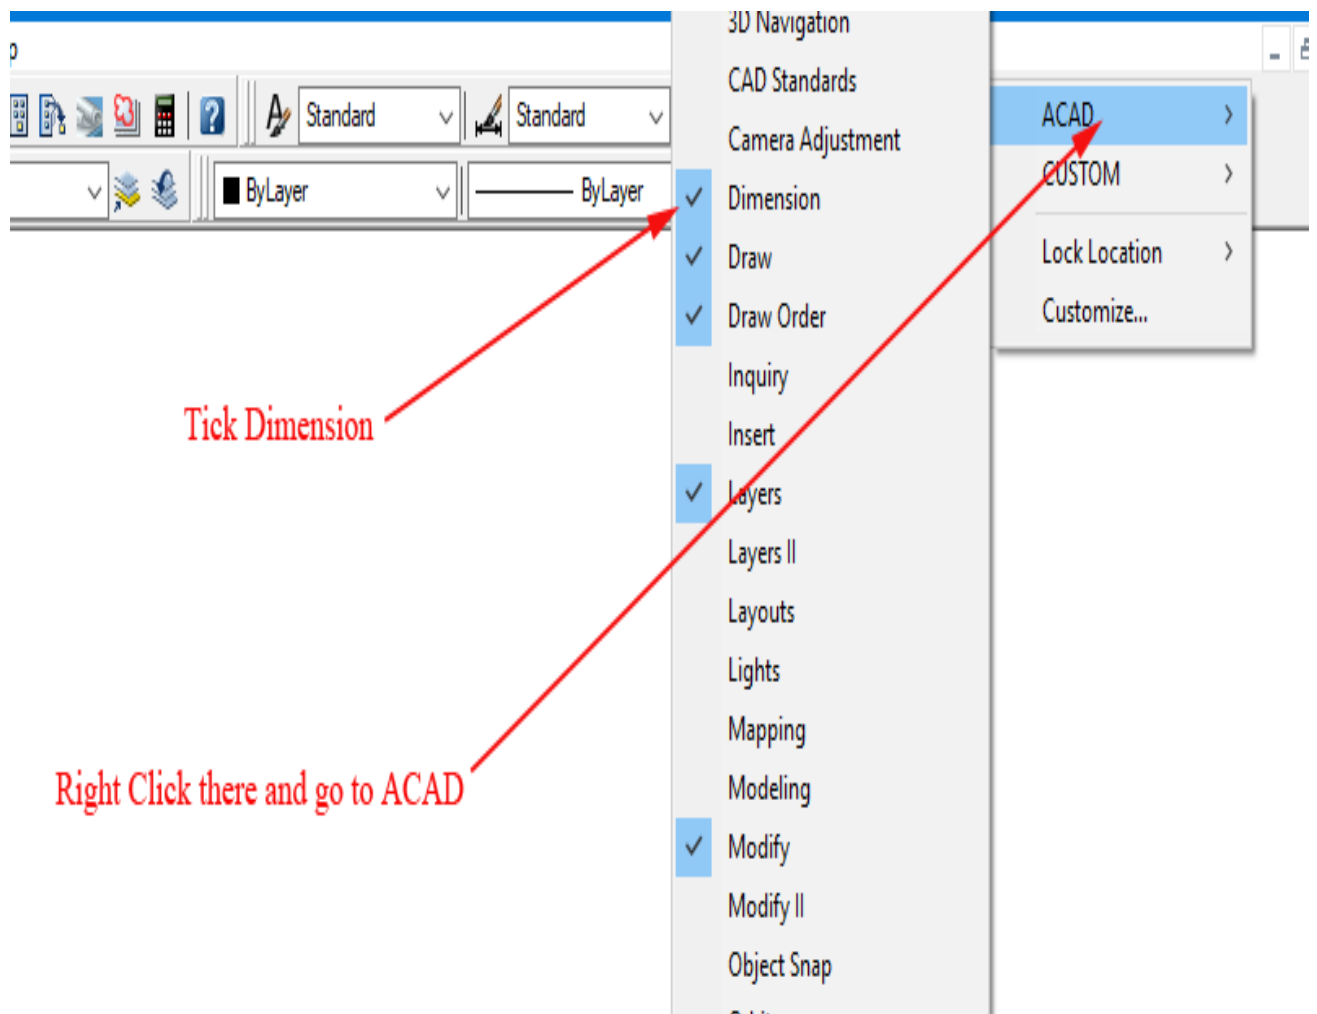 3D Navigation
p
CAD Standards
Standard
Standard
ACAD
Camera Adjustment
CUSTOM
ByLayer
ByLayer
Dimension
Draw
Lock Location
Draw Order
Customize...
Inquiry
Tick Dimension
Insert
Layers
Layers II
Layouts
Lights
Mapping
Right Click there and go to ACAD
Modeling
Modify
Modify II
Object Snap